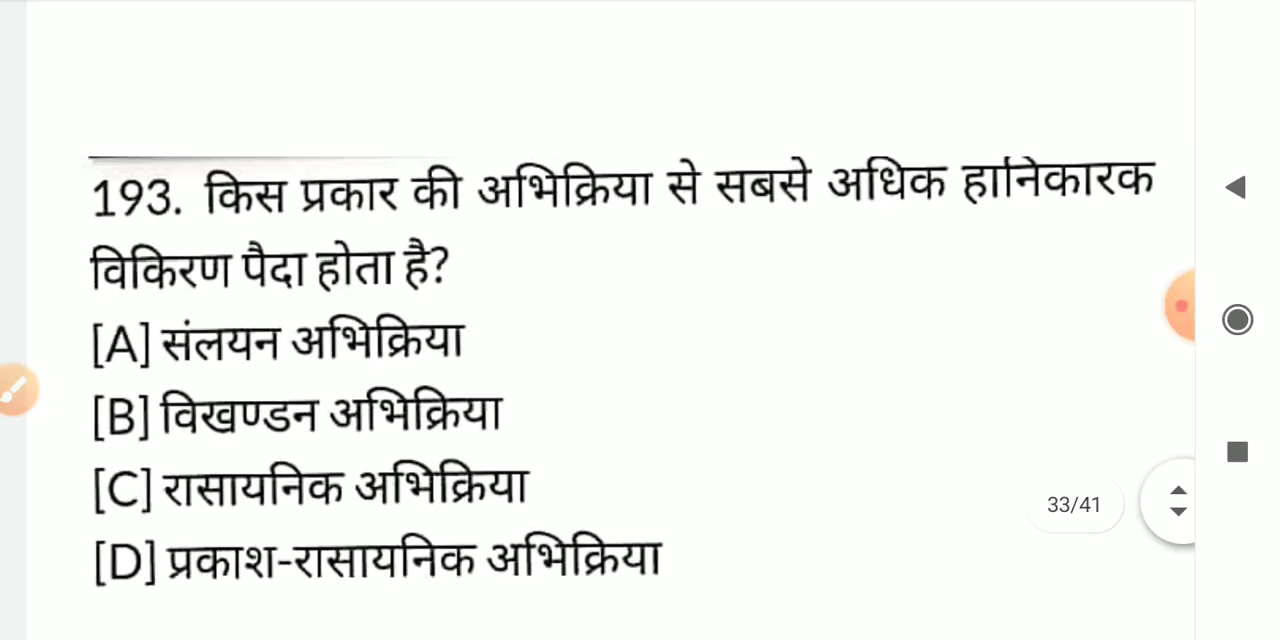 193. किस प्रकार की अभिक्रिया से सबसे अधिक हानिकारक
विकिरण पैदा होता है?
[A] संलयन अभिक्रिया
[B] विखण्डन अभिक्रिया
[C] रासायनिक अभिक्रिया
33/41
[D] प्रकाश-रासायनिक अभिक्रिया